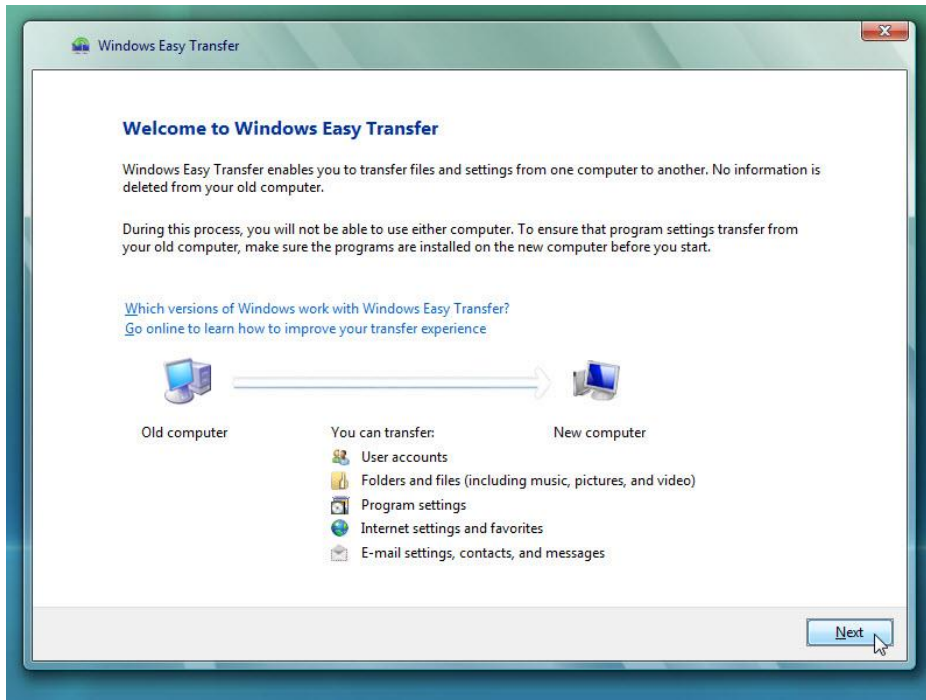 Windows Easy Transfer
Welcome to Windows Easy Transfer
Windows Easy Transfer enables you to transfer files and settings from one computer to another. No information is
deleted from your old computer.
During this process, you will not be able to use either computer. To ensure that program settings transfer from
your old computer, make sure the programs are installed on the new computer before you start.
Which versions of Windows work with Windows Easy Transfer?
Go online to learn how to improve your transfer experience
Old computer
You can transfer:
New computer
User accounts
Folders and files (including music, pictures, and video)
Program settings
Internet settings and favorites
E-mail settings, contacts, and messages
Next